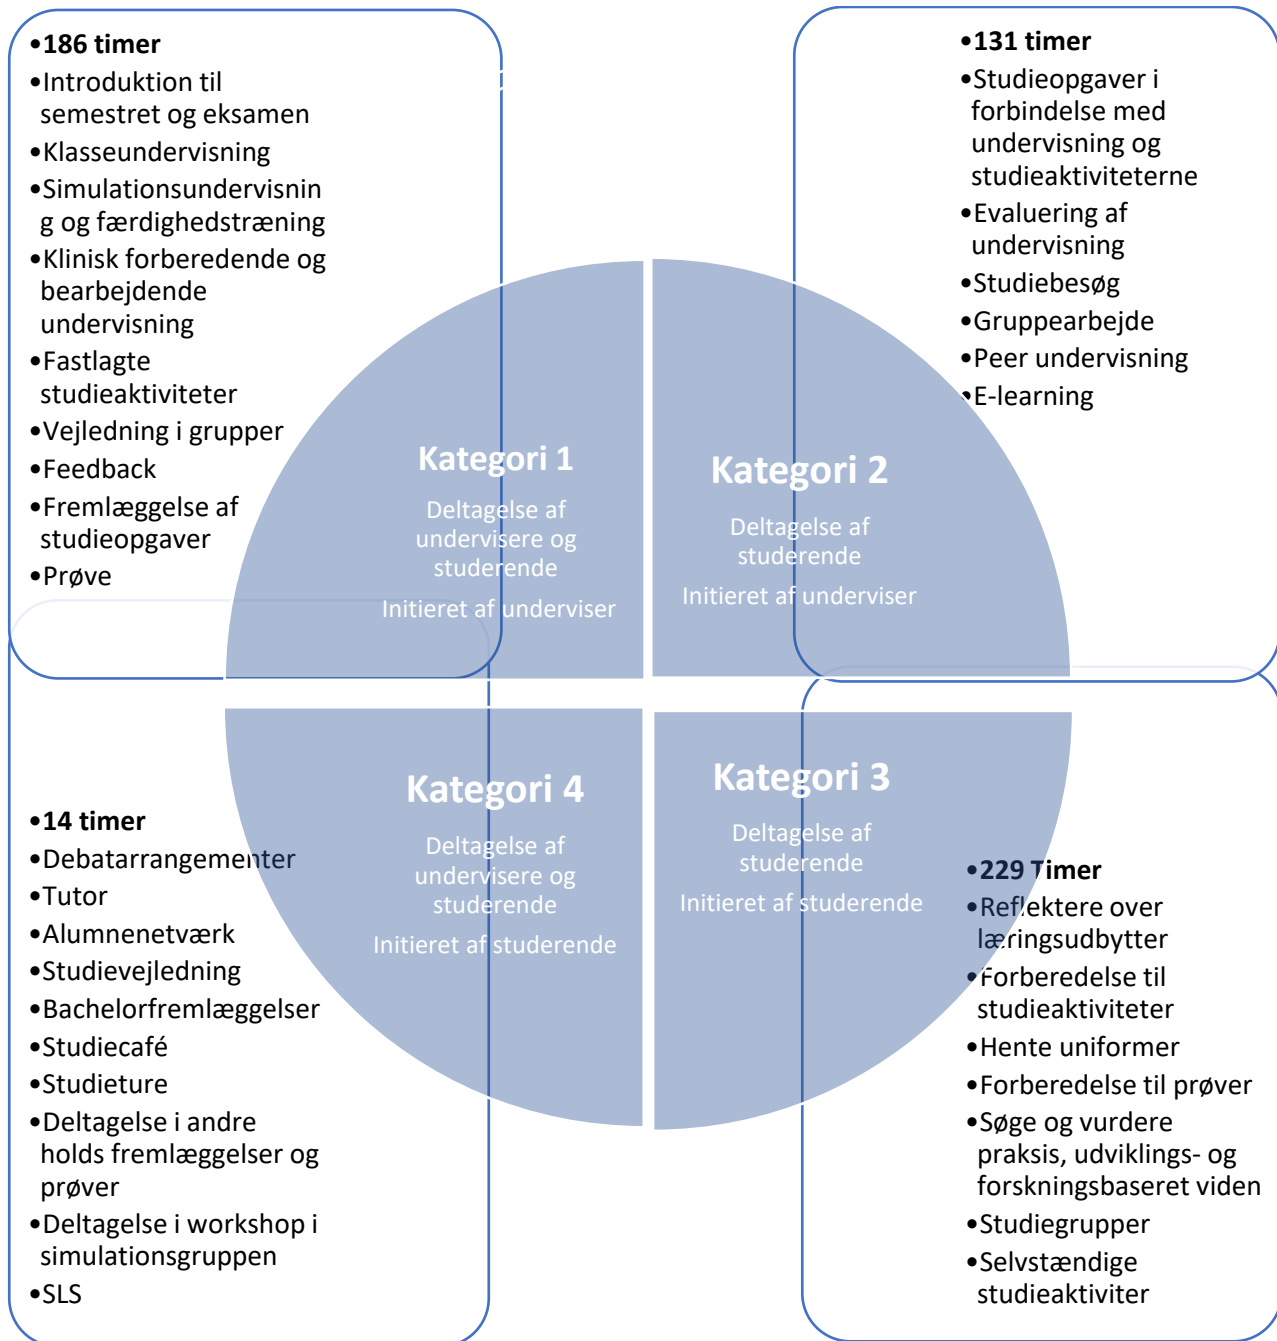 •186 timer
•Introduktion til
semestret og eksamen
•Klasseundervisning
•Simulationsundervisnin
g og færdighedstræning
•Klinisk forberedende og
bearbejdende
undervisning
•Fastlagte
studieaktiviteter
•Vejledning i grupper
•Feedback
•Fremlæggelse af
studieopgaver
•Prøve
•131 timer
•Studieopgaver i
forbindelse med
undervisning og
studieaktiviteterne
•Evaluering af
undervisning
•Studiebesøg
•Gruppearbejde
•Peer undervisning
•E-learning
Kategori 1
Deltagelse af
undervisere og
studerende
Initieret af underviser
Kategori 2
Deltagelse af
studerende
Initieret af underviser
Kategori 4
Deltagelse af
undervisere og
studerende
Initieret af studerende
Kategori 3
Deltagelse af
studerende
Initieret af studerende
•14 timer
•Debatarrangementer
•Tutor
•Alumnenetværk
•Studievejledning
•Bachelorfremlæggelser
•Studiecafé
•Studieture
•Deltagelse i andre
holds fremlæggelser og
prøver
•Deltagelse i workshop i
simulationsgruppen
•SLS
•229 Timer
•Reflektere over
læringsudbytter
•Forberedelse til
studieaktiviteter
•Hente uniformer
•Forberedelse til prøver
•Søge og vurdere
praksis, udviklings- og
forskningsbaseret viden
•Studiegrupper
•Selvstændige
studieaktiviter